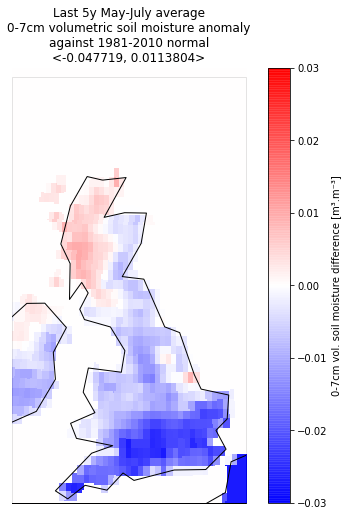 Last 5y May-July average
0-7cm volumetric soil moisture anomaly
against 1981-2010 normal
<-0.047719, 0.0113804>
0.03
0.02
0.01
0.00
−0.01
−0.02
−0.03
0-7cm vol. soil moisture difference [m³.m⁻³]